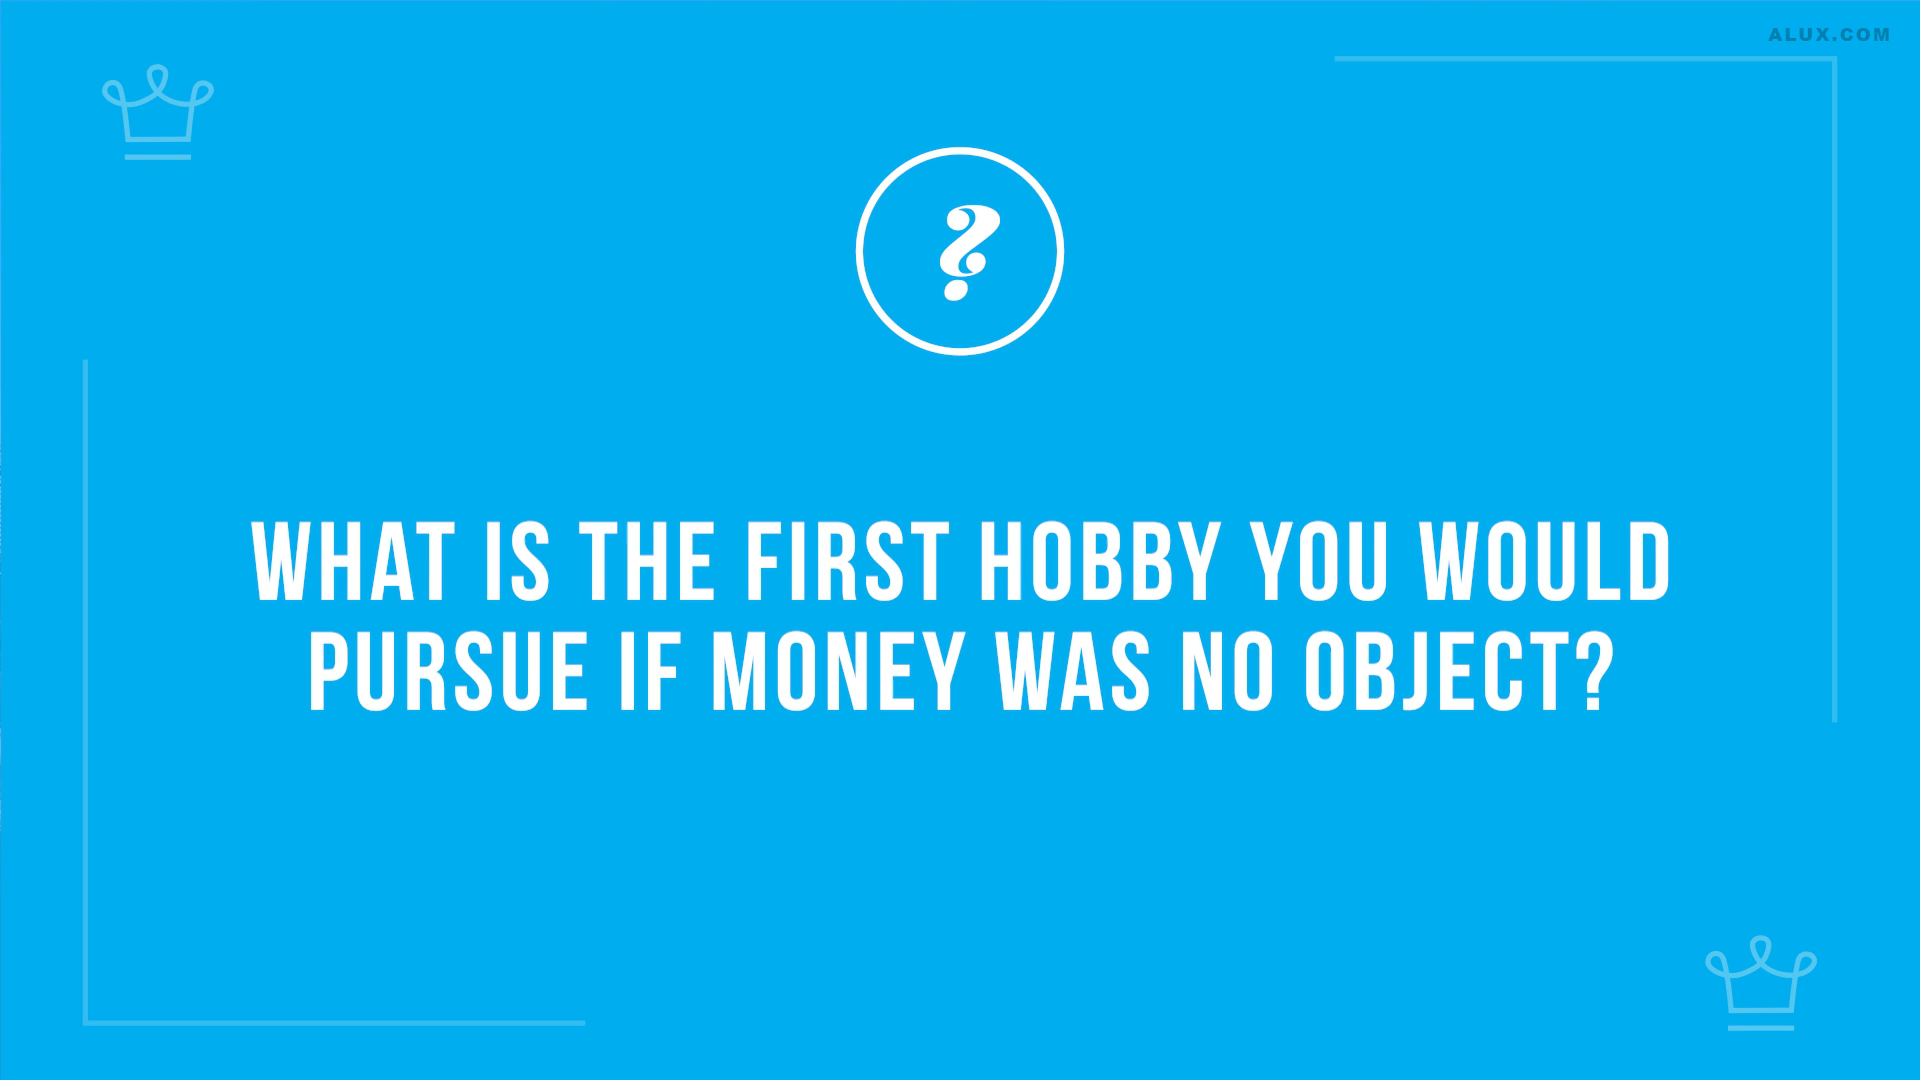 ALUX.COM
?
WHAT IS THE FIRST HOBBY YOU WOULD
PURSUE IF MONEY WAS NO OBJECT?